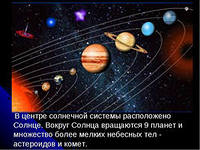 В центре солнечной системы расположено
Солнце. Вокруг Солнца вращаются 9 планет и
множество более мелких небесных тел -
астероидов и комет.